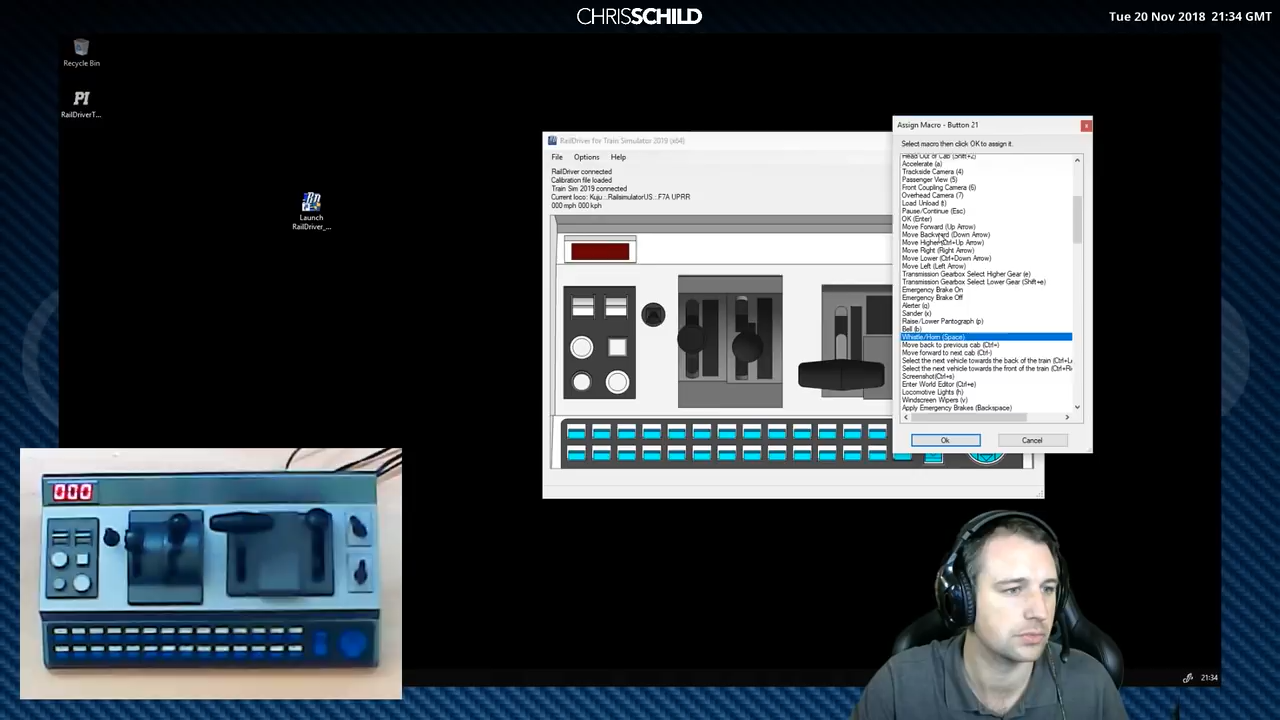 CHRISSCHILD
Tue 20 Nov 2018 21:34 GMT
Recycle Bin
PI
RailDriverT...
Launch
RailDriver_...
RailDriver for Train Simulator 2019 (x64)
File Options Help
RailDriver connected
Calibration file loaded
Train Sim 2019 connected
Current loco: Kuju...RailsimulatorUS...F7A UPRR
000 mph 000 kph
Assign Macro - Button 21
Select macro then click OK to assign it.
Head Out of Cab (Shift+2)
Accelerate (a)
Trackside Camera (4)
Passenger View (5)
Front Coupling Camera (6)
Overhead Camera (7)
Load Unload (t)
Pause/Continue (Esc)
OK (Enter)
Move Forward (Up Arrow)
Move Backward (Down Arrow)
Move Higher (Ctrl+Up Arrow)
Move Right (Right Arrow)
Move Lower (Ctrl+Down Arrow)
Move Left (Left Arrow)
Transmission Gearbox Select Higher Gear (e)
Transmission Gearbox Select Lower Gear (Shift+e)
Emergency Brake On
Emergency Brake Off
Alerter (q)
Sander (x)
Raise/Lower Pantograph (p)
Bell (b)
Whistle/Horn (Space)
Move back to previous cab (Ctrl+)
Move forward to next cab (Ctrl-)
Select the next vehicle towards the back of the train (Ctrl+L
Select the next vehicle towards the front of the train (Ctrl+R
Screenshot(Ctrl+s)
Enter World Editor (Ctrl+e)
Locomotive Lights (h)
Windscreen Wipers (v)
Apply Emergency Brakes (Backspace)
Ok Cancel
000
21:34